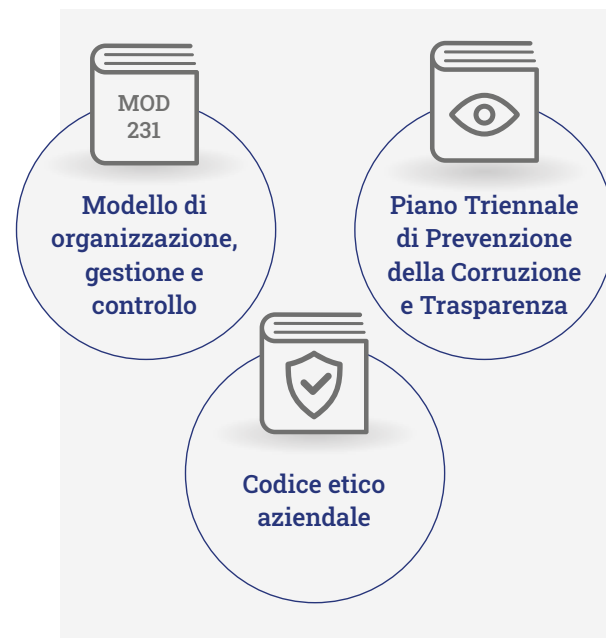 MOD
231
Modello di
organizzazione,
gestione e
controllo
Piano Triennale
di Prevenzione
della Corruzione
e Trasparenza
Codice etico
aziendale